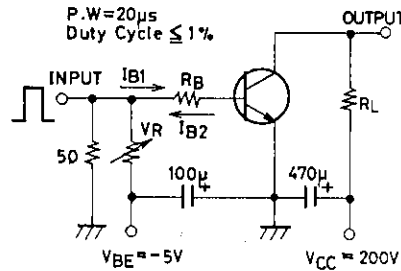 P.W=20μs
Duty Cycle ≦ 1%
OUTPUT
INPUT
IB1
RB
IB2
VR
RL
50
100μ
+
470μ
+
VBE=-5V
VCC=200V